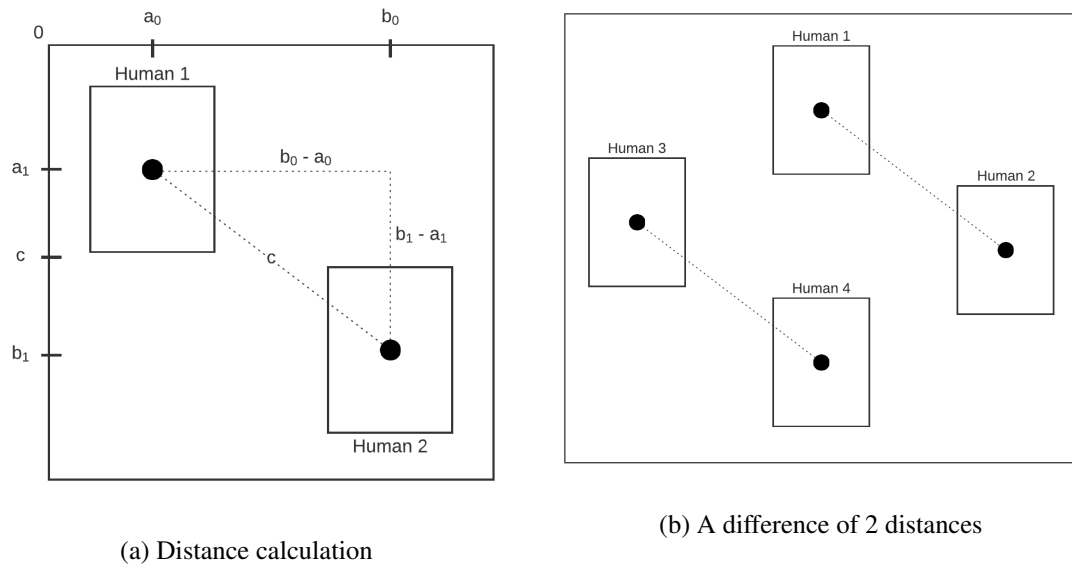 0
a₀
b₀
Human 1
a₁
b₀ - a₀
b₁ - a₁
c
c
b₁
Human 2
(a) Distance calculation
Human 1
Human 3
Human 2
Human 4
(b) A difference of 2 distances